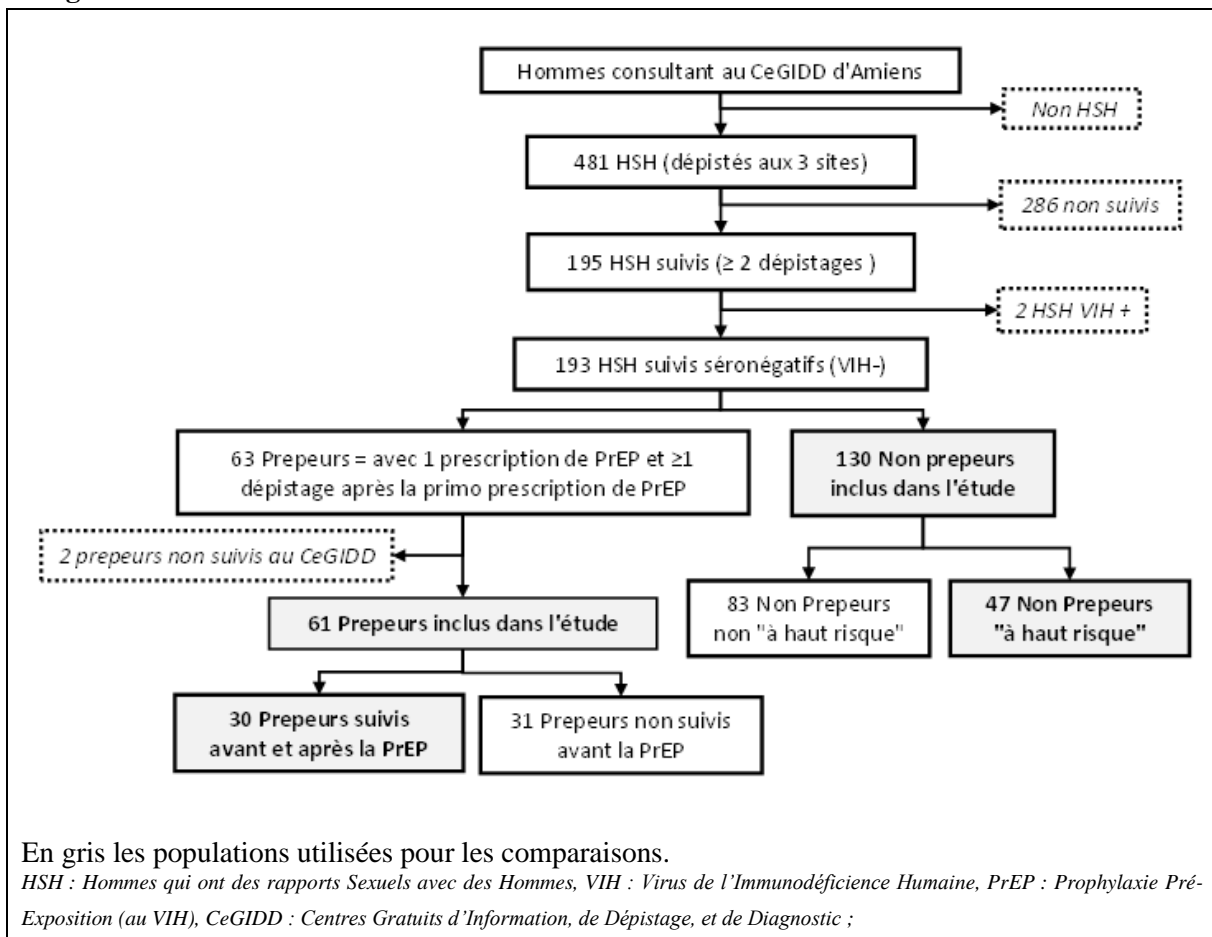 Hommes consultant au CeGIDD d'Amiens
Non HSH
481 HSH (dépistés aux 3 sites)
286 non suivis
195 HSH suivis (≥ 2 dépistages )
2 HSH VIH +
193 HSH suivis séronégatifs (VIH-)
63 Prepeurs = avec 1 prescription de PrEP et ≥1
dépistage après la primo prescription de PrEP
130 Non prepeurs
inclus dans l'étude
2 prepeurs non suivis au CeGIDD
61 Prepeurs inclus dans l'étude
83 Non Prepeurs
non "à haut risque"
47 Non Prepeurs
"à haut risque"
30 Prepeurs suivis
avant et après la PrEP
31 Prepeurs non suivis
avant la PrEP
En gris les populations utilisées pour les comparaisons.
HSH : Hommes qui ont des rapports Sexuels avec des Hommes, VIH : Virus de l'Immunodéficience Humaine, PrEP : Prophylaxie Pré-
Exposition (au VIH), CeGIDD : Centres Gratuits d'Information, de Dépistage, et de Diagnostic ;